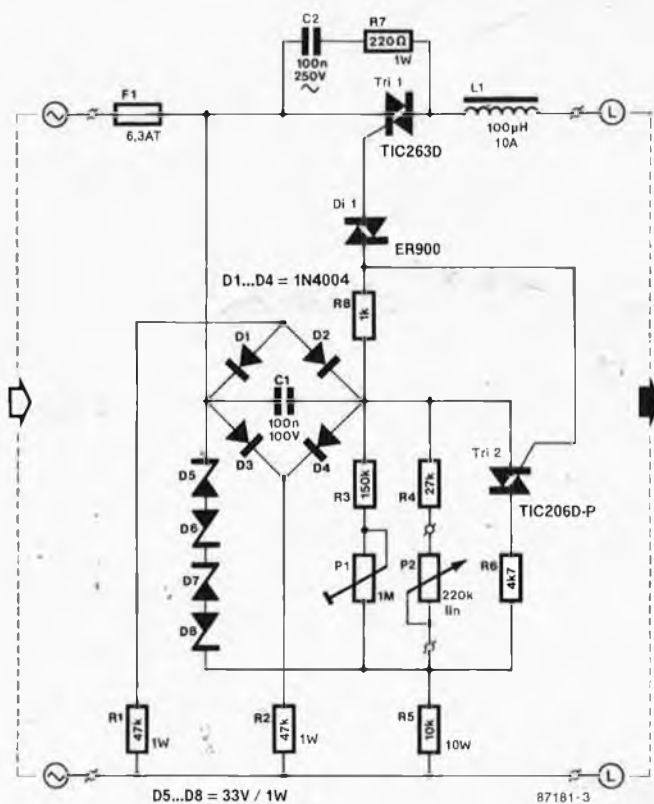 C2
100n
250V
~
R7
220Ω
1W
Tri 1
TIC263D
L1
100µH
10A
F1
6,3AT
~
L
Di 1
ER900
D1...D4 = 1N4004
R8
1k
D1
D2
C1
100n
100V
D3
D4
D5
D6
D7
D8
R3
150k
R4
27k
Tri 2
TIC206D-P
P1
1M
P2
220k
lin
R6
4k7
R1
47k
1W
R2
47k
1W
R5
10k
10W
~
L
D5...D8 = 33V / 1W
87181-3